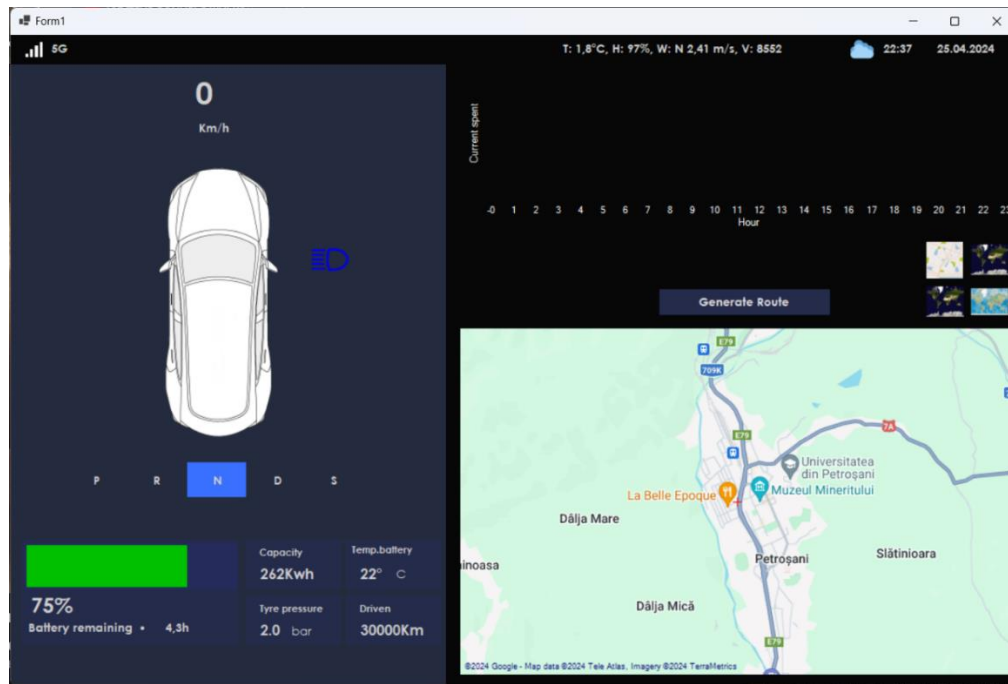 Form1
5G
T: 1,8°C, H: 97%, W: N 2,41 m/s, V: 8552
22:37
25.04.2024
0
Km/h
P R N D S
75%
Battery remaining • 4,3h
Capacity
262Kwh
Temp.battery
22° C
Tyre pressure
2.0 bar
Driven
30000Km
Current spent
-0 1 2 3 4 5 6 7 8 9 10 11 12 13 14 15 16 17 18 19 20 21 22
Hour
Generate Route
E79
709K
E79
7A
Universitatea
din Petroșani
Muzeul Mineritului
La Belle Epoque
Dâlja Mare
Petroșani
Slătinioara
inoasa
Dâlja Mică
E79
©2024 Google - Map data ©2024 Tele Atlas, Imagery ©2024 TerraMetrics